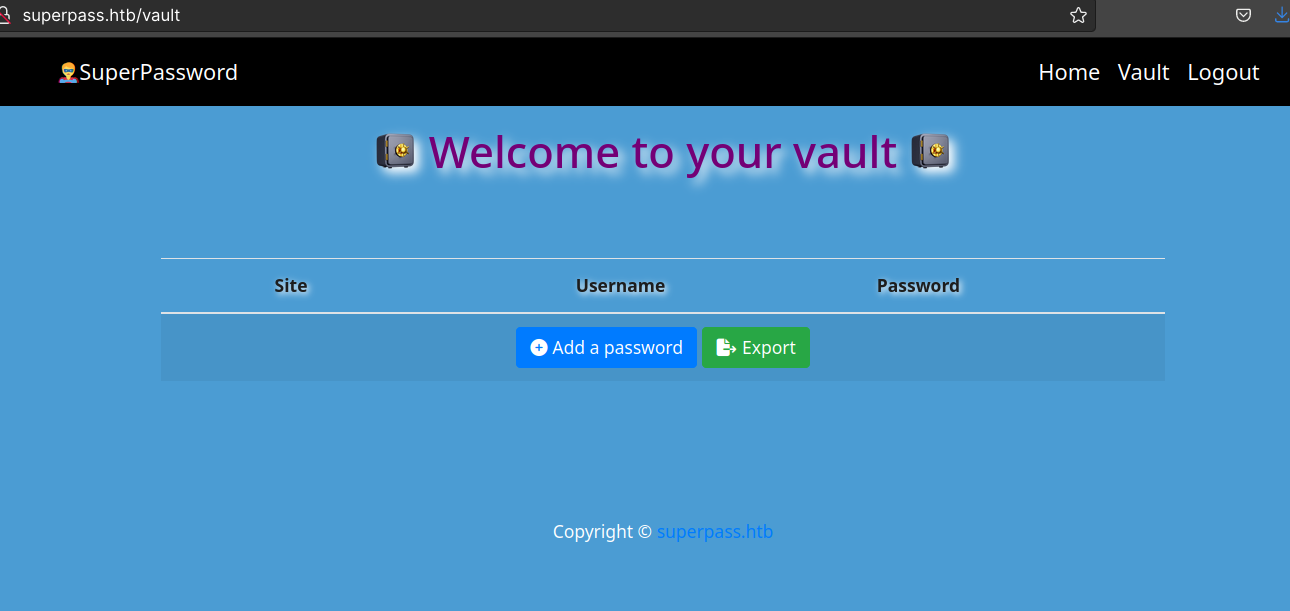 superpass.htb/vault
SuperPassword Home Vault Logout
Welcome to your vault
Site Username Password
Add a password Export
Copyright © superpass.htb